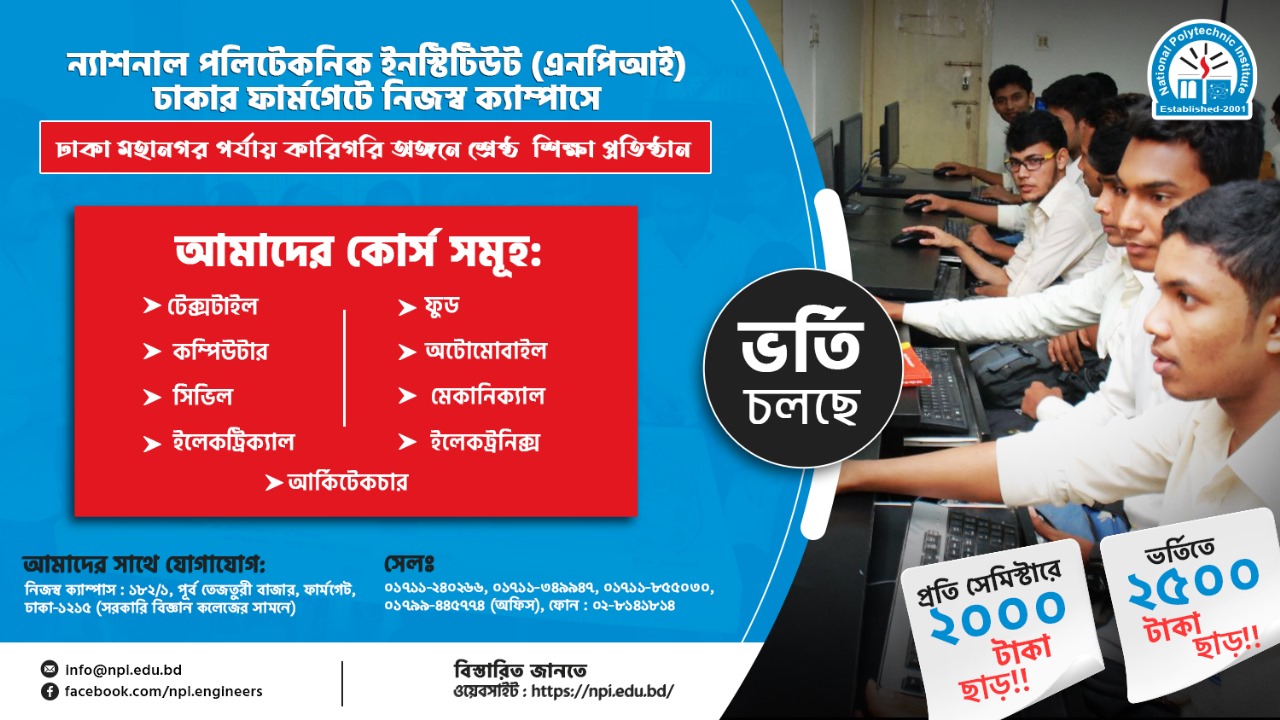 ন্যাশনাল পলিটেকনিক ইনস্টিটিউট (এনপিআই)
ঢাকার ফার্মগেটে নিজস্ব ক্যাম্পাসে
ঢাকা মহানগর পর্যায় কারিগরি অঙ্গনে শ্রেষ্ঠ শিক্ষা প্রতিষ্ঠান
National Polytechnic Institute
Established-2001
আমাদের কোর্স সমূহ:
➤ টেক্সটাইল
➤ কম্পিউটার
➤ সিভিল
➤ ইলেকট্রিক্যাল
➤ ফুড
➤ অটোমোবাইল
➤ মেকানিক্যাল
➤ ইলেকট্রনিক্স
➤ আর্কিটেকচার
ভর্তি
চলছে
আমাদের সাথে যোগাযোগ:
নিজস্ব ক্যাম্পাস : ১৮২/১, পূর্ব তেজতুরী বাজার, ফার্মগেট,
ঢাকা-১২১৫ (সরকারি বিজ্ঞান কলেজের সামনে)
সেলঃ
০১৭১১-২৪০২৬৬, ০১৭১১-৩৪৯৯৪৭, ০১৭১১-৮৫৫০৩০,
০১৭৯৯-৪৪৫৭৭৪ (অফিস), ফোন : ০২-৮১৪১৮১৪
প্রতি সেমিস্টারে
২০০০
টাকা
ছাড়!!
ভর্তিতে
২৫০০
টাকা
ছাড়!!
info@npi.edu.bd
facebook.com/npi.engineers
বিস্তারিত জানতে
ওয়েবসাইট : https://npi.edu.bd/